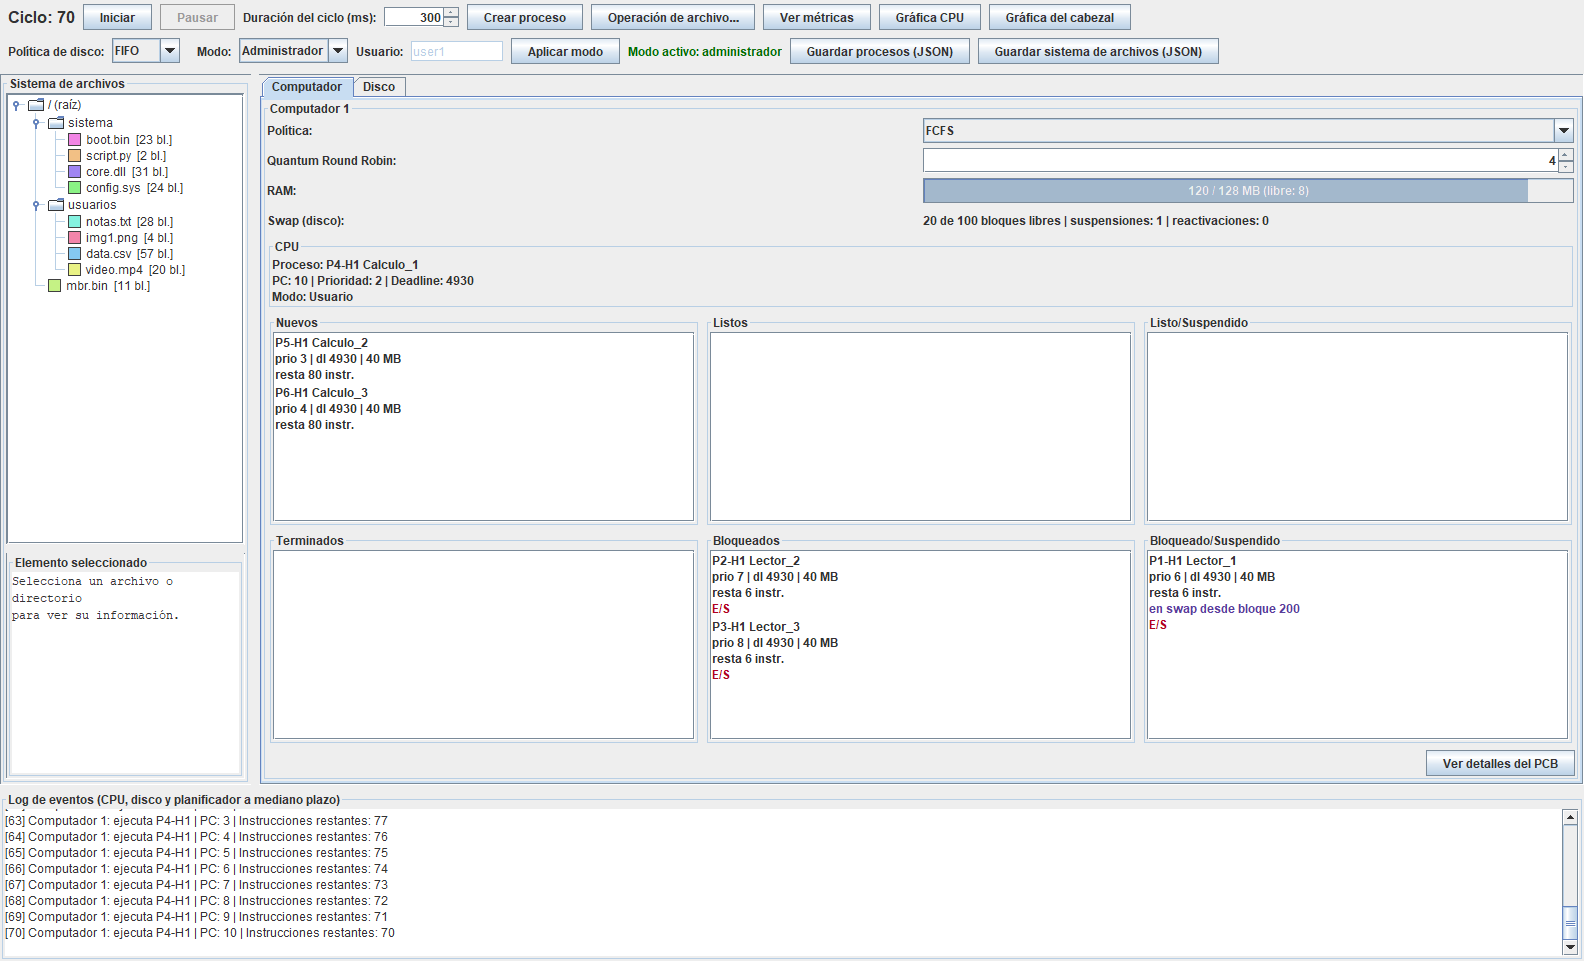 Ciclo: 70 Iniciar Pausar Duración del ciclo (ms): 300 Crear proceso Operación de archivo... Ver métricas Gráfica CPU Gráfica del cabezal
Política de disco: FIFO Modo: Administrador Usuario: user1 Aplicar modo Modo activo: administrador Guardar procesos (JSON) Guardar sistema de archivos (JSON)
Sistema de archivos
/ (raíz)
sistema
boot.bin [23 bl.]
script.py [2 bl.]
core.dll [31 bl.]
config.sys [24 bl.]
usuarios
notas.txt [28 bl.]
img1.png [4 bl.]
data.csv [57 bl.]
video.mp4 [20 bl.]
mbr.bin [11 bl.]
Elemento seleccionado
Selecciona un archivo o
directorio
para ver su información.
Computador Disco
Computador 1
Política: FCFS
Quantum Round Robin: 4
RAM: 120 / 128 MB (libre: 8)
Swap (disco): 20 de 100 bloques libres | suspensiones: 1 | reactivaciones: 0
CPU
Proceso: P4-H1 Calculo_1
PC: 10 | Prioridad: 2 | Deadline: 4930
Modo: Usuario
Nuevos
P5-H1 Calculo_2
prio 3 | dl 4930 | 40 MB
resta 80 instr.
P6-H1 Calculo_3
prio 4 | dl 4930 | 40 MB
resta 80 instr.
Listos
Listo/Suspendido
Terminados
Bloqueados
P2-H1 Lector_2
prio 7 | dl 4930 | 40 MB
resta 6 instr.
E/S
P3-H1 Lector_3
prio 8 | dl 4930 | 40 MB
resta 6 instr.
E/S
Bloqueado/Suspendido
P1-H1 Lector_1
prio 6 | dl 4930 | 40 MB
resta 6 instr.
en swap desde bloque 200
E/S
Ver detalles del PCB
Log de eventos (CPU, disco y planificador a mediano plazo)
[63] Computador 1: ejecuta P4-H1 | PC: 3 | Instrucciones restantes: 77
[64] Computador 1: ejecuta P4-H1 | PC: 4 | Instrucciones restantes: 76
[65] Computador 1: ejecuta P4-H1 | PC: 5 | Instrucciones restantes: 75
[66] Computador 1: ejecuta P4-H1 | PC: 6 | Instrucciones restantes: 74
[67] Computador 1: ejecuta P4-H1 | PC: 7 | Instrucciones restantes: 73
[68] Computador 1: ejecuta P4-H1 | PC: 8 | Instrucciones restantes: 72
[69] Computador 1: ejecuta P4-H1 | PC: 9 | Instrucciones restantes: 71
[70] Computador 1: ejecuta P4-H1 | PC: 10 | Instrucciones restantes: 70